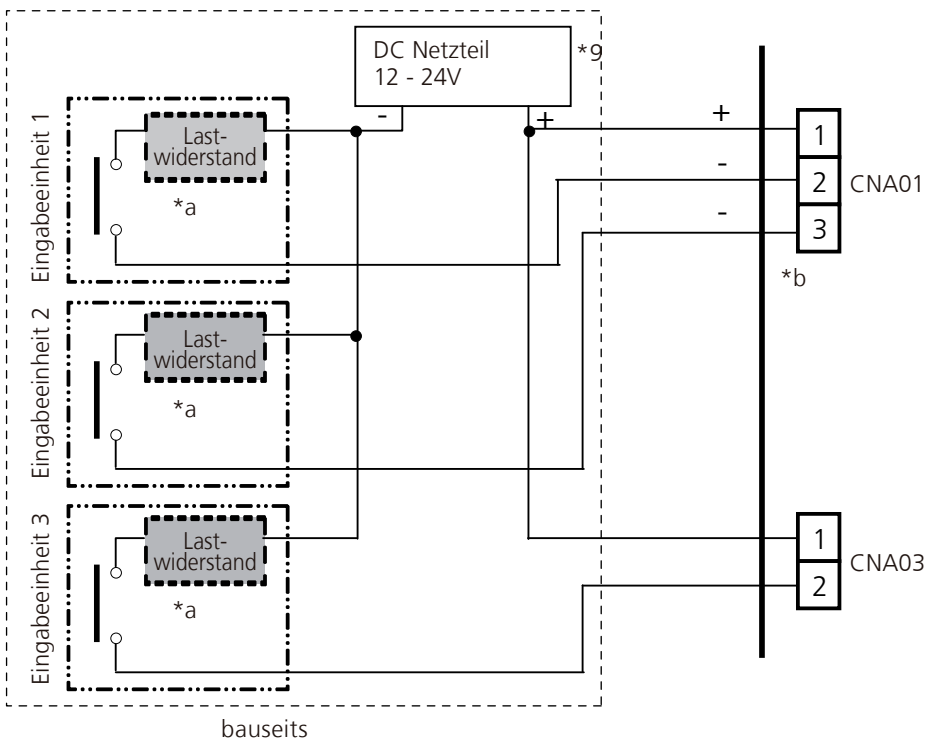 DC Netzteil
12 - 24V
*9
-
+
+
-
-
1
2
3
CNA01
*b
Eingabeeinheit 1
Last-
widerstand
*a
Eingabeeinheit 2
Last-
widerstand
*a
Eingabeeinheit 3
Last-
widerstand
*a
1
2
CNA03
bauseits